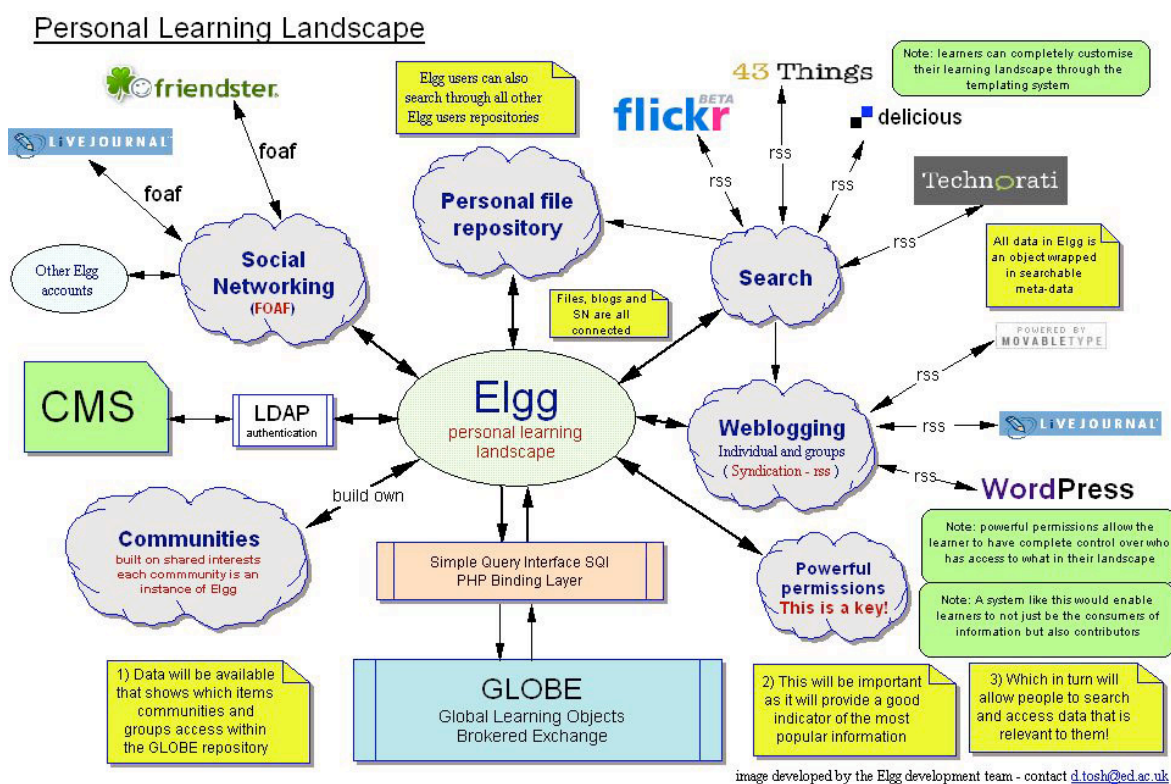 Personal Learning Landscape
friendster.
LiVEJOURNAL
foaf
foaf
Other Elgg
accounts
Social
Networking
(FOAF)
Elgg users can also
search through all other
Elgg users repositories
Personal file
repository
43 Things
flickr BETA
delicious
Technorati
rss
rss
rss
rss
Note: learners can completely customise
their learning landscape through the
templating system
Search
All data in Elgg is
an object wrapped
in searchable
meta-data
Files, blogs and
SN are all
connected
CMS
LDAP
authentication
Elgg
personal learning
landscape
Weblogging
Individual and groups
( Syndication - rss )
POWERED BY
MOVABLETYPE
rss
LiVEJOURNAL
rss
WordPress
rss
build own
Communities
built on shared interests
each commmunity is an
instance of Elgg
Simple Query Interface SQI
PHP Binding Layer
Powerful
permissions
This is a key!
Note: powerful permissions allow the
learner to have complete control over who
has access to what in their landscape
Note: A system like this would enable
learners to not just be the consumers of
information but also contributors
1) Data will be available
that shows which items
communities and
groups access within
the GLOBE repository
GLOBE
Global Learning Objects
Brokered Exchange
2) This will be important
as it will provide a good
indicator of the most
popular information
3) Which in turn will
allow people to search
and access data that is
relevant to them!
image developed by the Elgg development team - contact d.tosh@ed.ac.uk